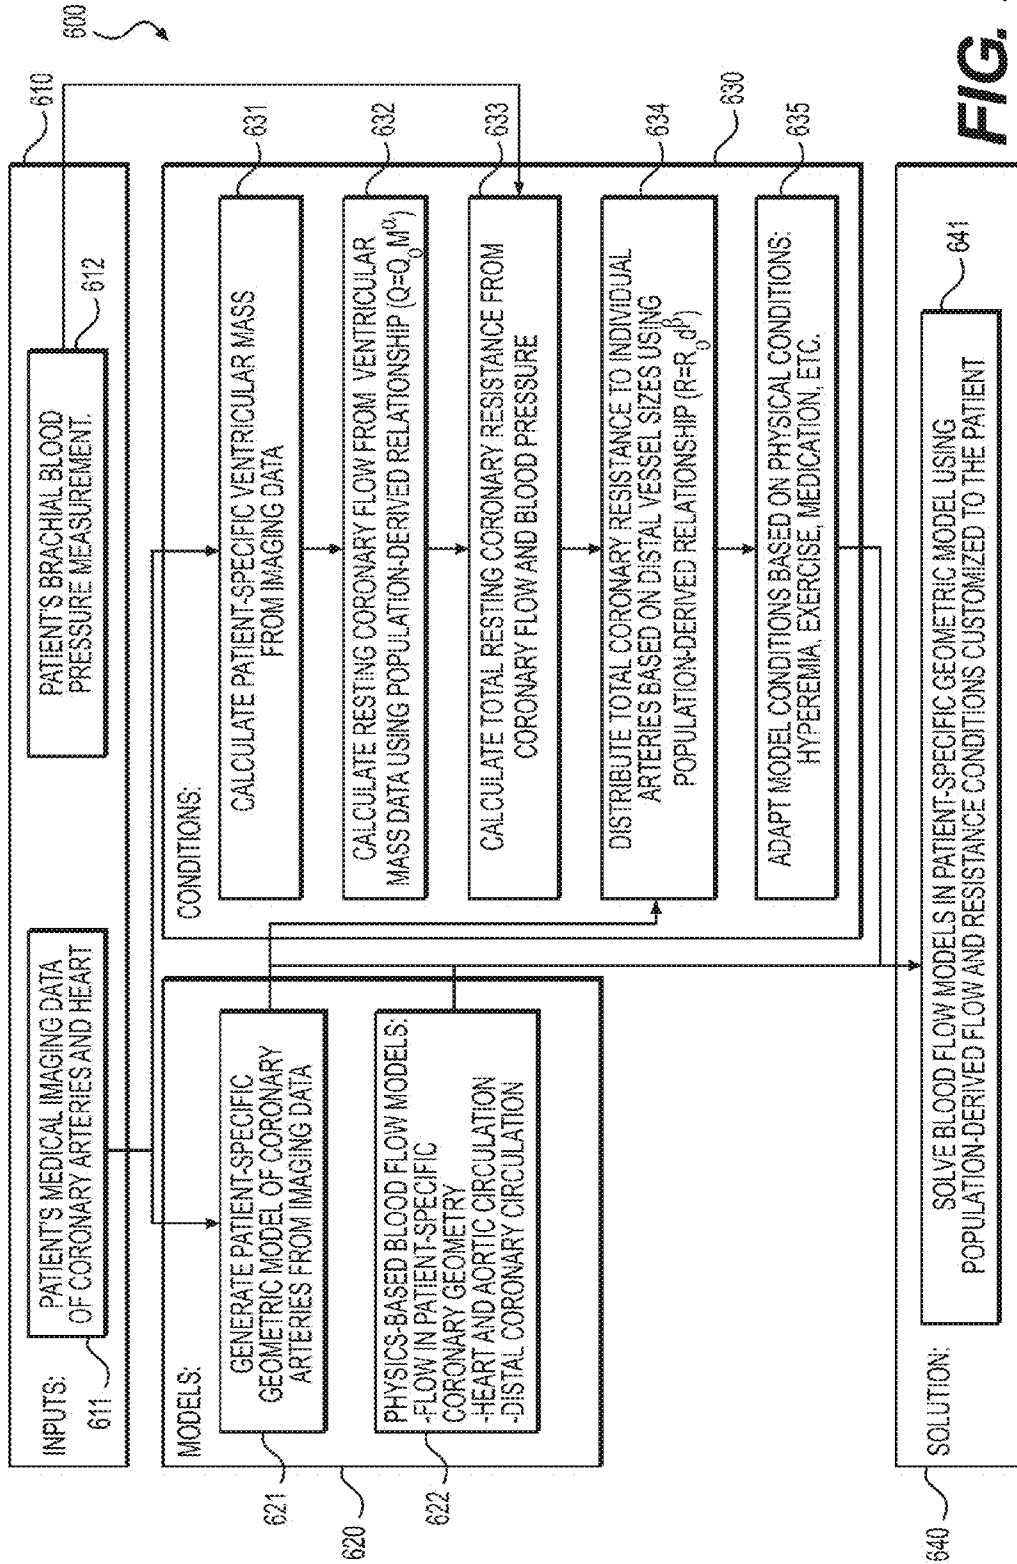 600
610
INPUTS:
611
PATIENT'S MEDICAL IMAGING DATA
OF CORONARY ARTERIES AND HEART
PATIENT'S BRACHIAL BLOOD
PRESSURE MEASUREMENT.
612
MODELS:
620
621
GENERATE PATIENT-SPECIFIC
GEOMETRIC MODEL OF CORONARY
ARTERIES FROM IMAGING DATA
622
PHYSICS-BASED BLOOD FLOW MODELS:
-FLOW IN PATIENT-SPECIFIC
CORONARY GEOMETRY
-HEART AND AORTIC CIRCULATION
-DISTAL CORONARY CIRCULATION
CONDITIONS:
630
CALCULATE PATIENT-SPECIFIC VENTRICULAR MASS
FROM IMAGING DATA
631
CALCULATE RESTING CORONARY FLOW FROM VENTRICULAR
MASS DATA USING POPULATION-DERIVED RELATIONSHIP (Q=Q₀Mᵅ)
632
CALCULATE TOTAL RESTING CORONARY RESISTANCE FROM
CORONARY FLOW AND BLOOD PRESSURE
633
DISTRIBUTE TOTAL CORONARY RESISTANCE TO INDIVIDUAL
ARTERIES BASED ON DISTAL VESSEL SIZES USING
POPULATION-DERIVED RELATIONSHIP (R=R₀dᵝ)
634
ADAPT MODEL CONDITIONS BASED ON PHYSICAL CONDITIONS:
HYPEREMIA, EXERCISE, MEDICATION, ETC.
635
SOLUTION:
640
SOLVE BLOOD FLOW MODELS IN PATIENT-SPECIFIC GEOMETRIC MODEL USING
POPULATION-DERIVED FLOW AND RESISTANCE CONDITIONS CUSTOMIZED TO THE PATIENT
641
FIG.